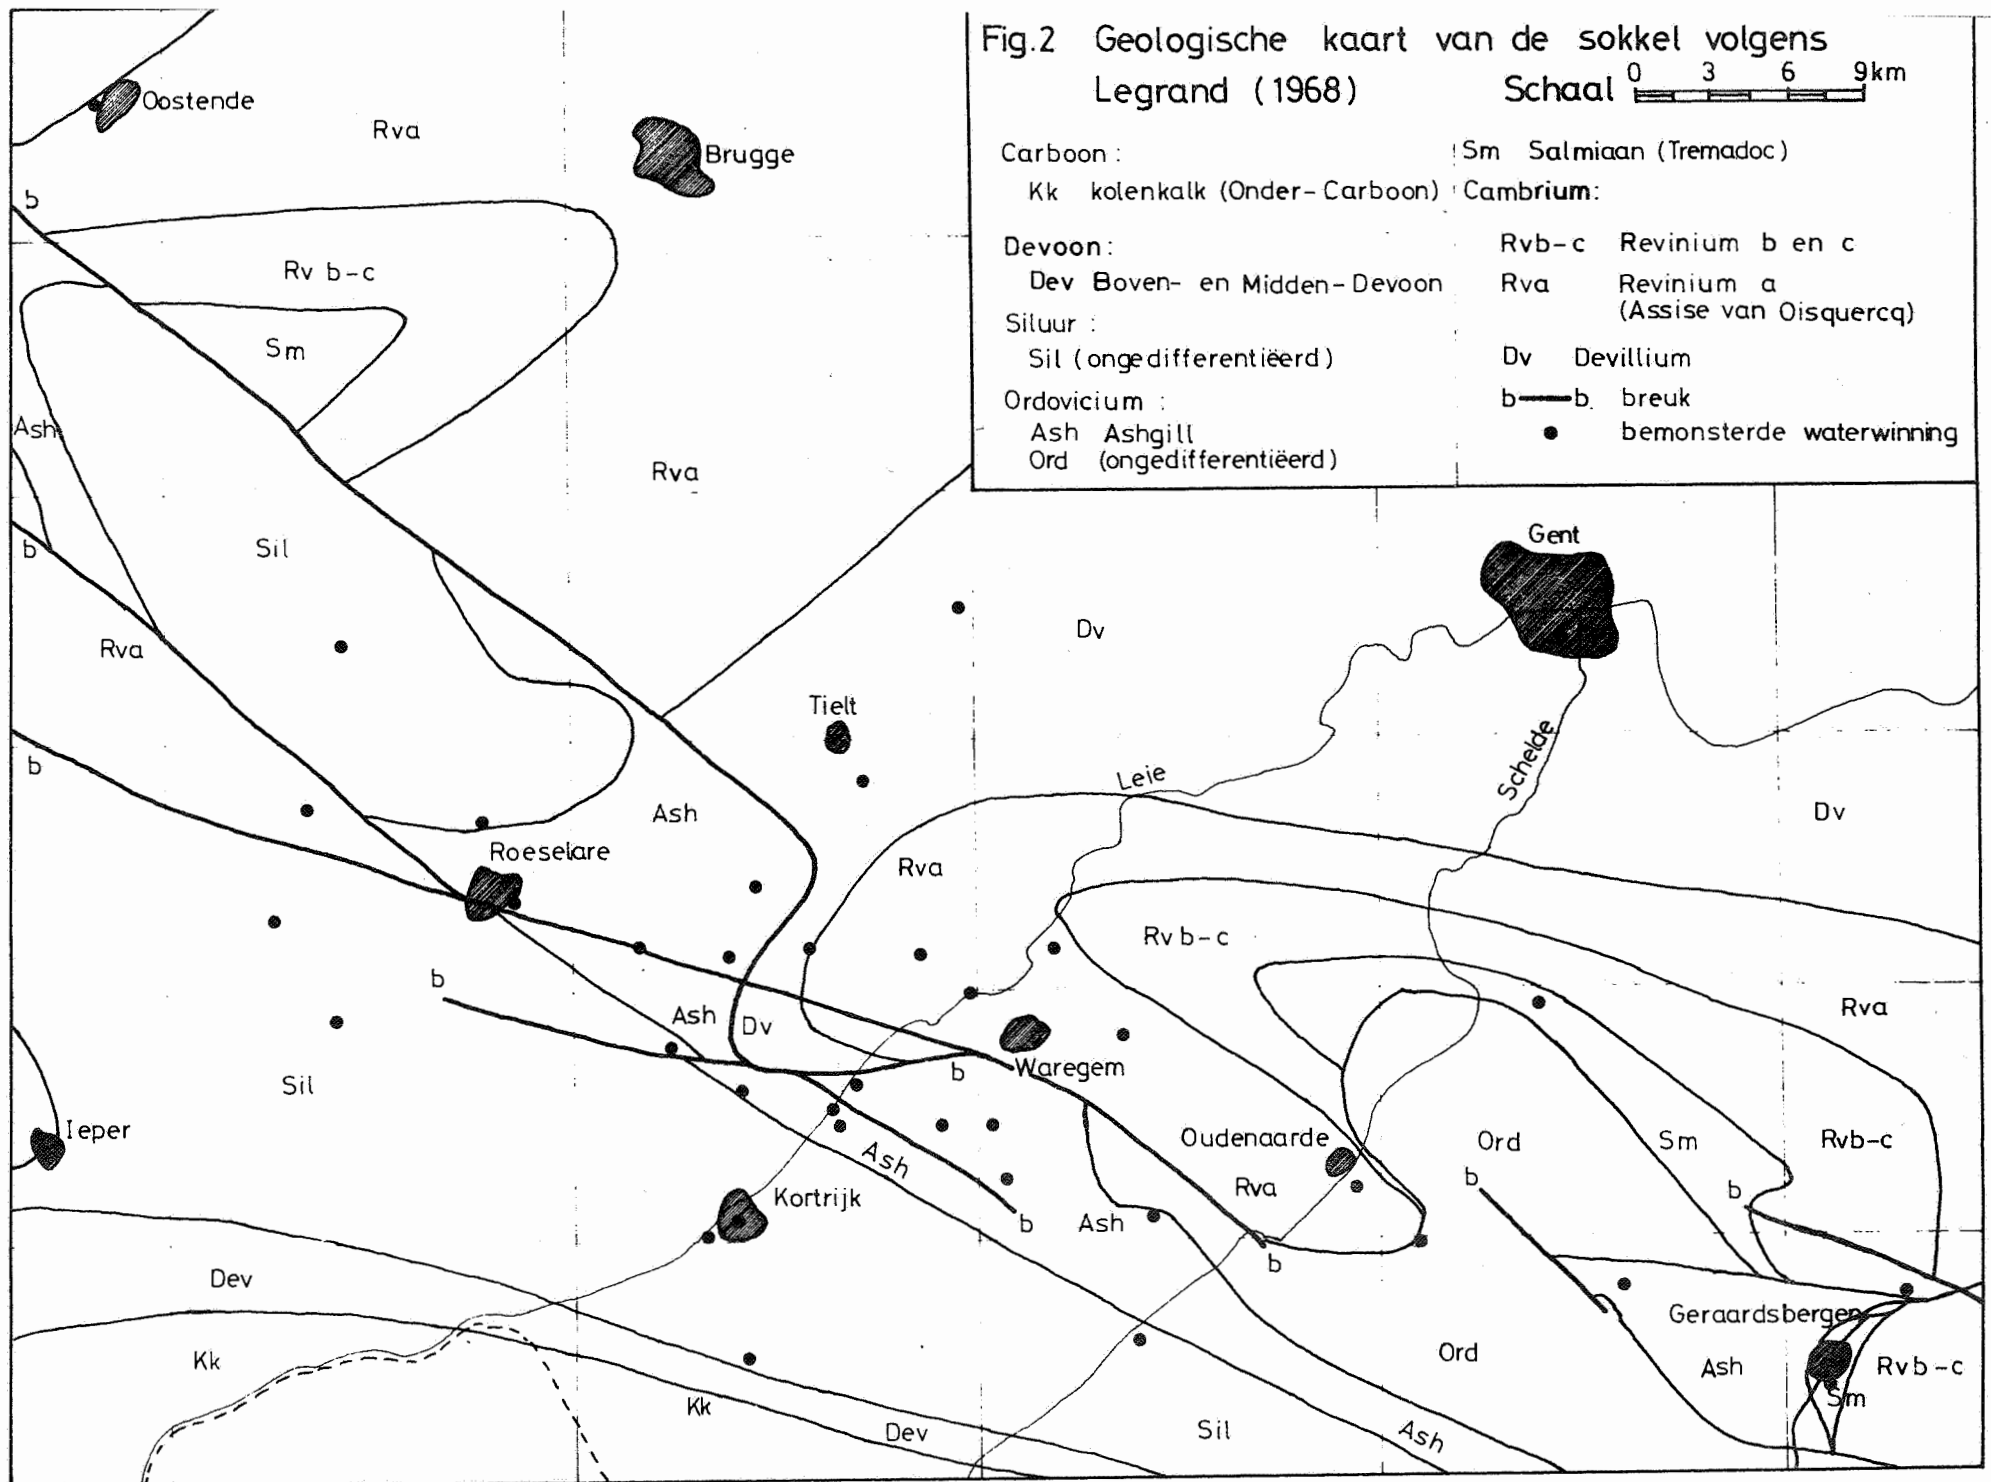 Fig.2 Geologische kaart van de sokkel volgens
Legrand (1968)
Schaal 0 3 6 9km
Carboon :
Kk kolenkalk (Onder-Carboon)
Devoon :
Dev Boven- en Midden-Devoon
Siluur :
Sil (ongedifferentiëerd)
Ordovicium :
Ash Ashgill
Ord (ongedifferentiëerd)
Sm Salmiaan (Tremadoc)
Cambrium:
Rvb-c Revinium b en c
Rva Revinium a
(Assise van Oisquercq)
Dv Devillium
b b. breuk
bemonsterde waterwinning
Oostende
Rva
Brugge
b
Rv b-c
Sm
Ash
Rva
b
Sil
Gent
Rva
Dv
Tielt
b
Leie
Schelde
Ash
Dv
Roeselare
Rva
Rv b-c
b
Ash
Dv
Rva
Sil
b
Waregem
Ieper
Oudenaarde
Ord
Sm
Rvb-c
Ash
Kortrijk
Rva
b
b
b
Ash
b
Dev
Geraardsbergen
Kk
Ord
Ash
Rvb-c
Sm
Kk
Dev
Sil
Ash